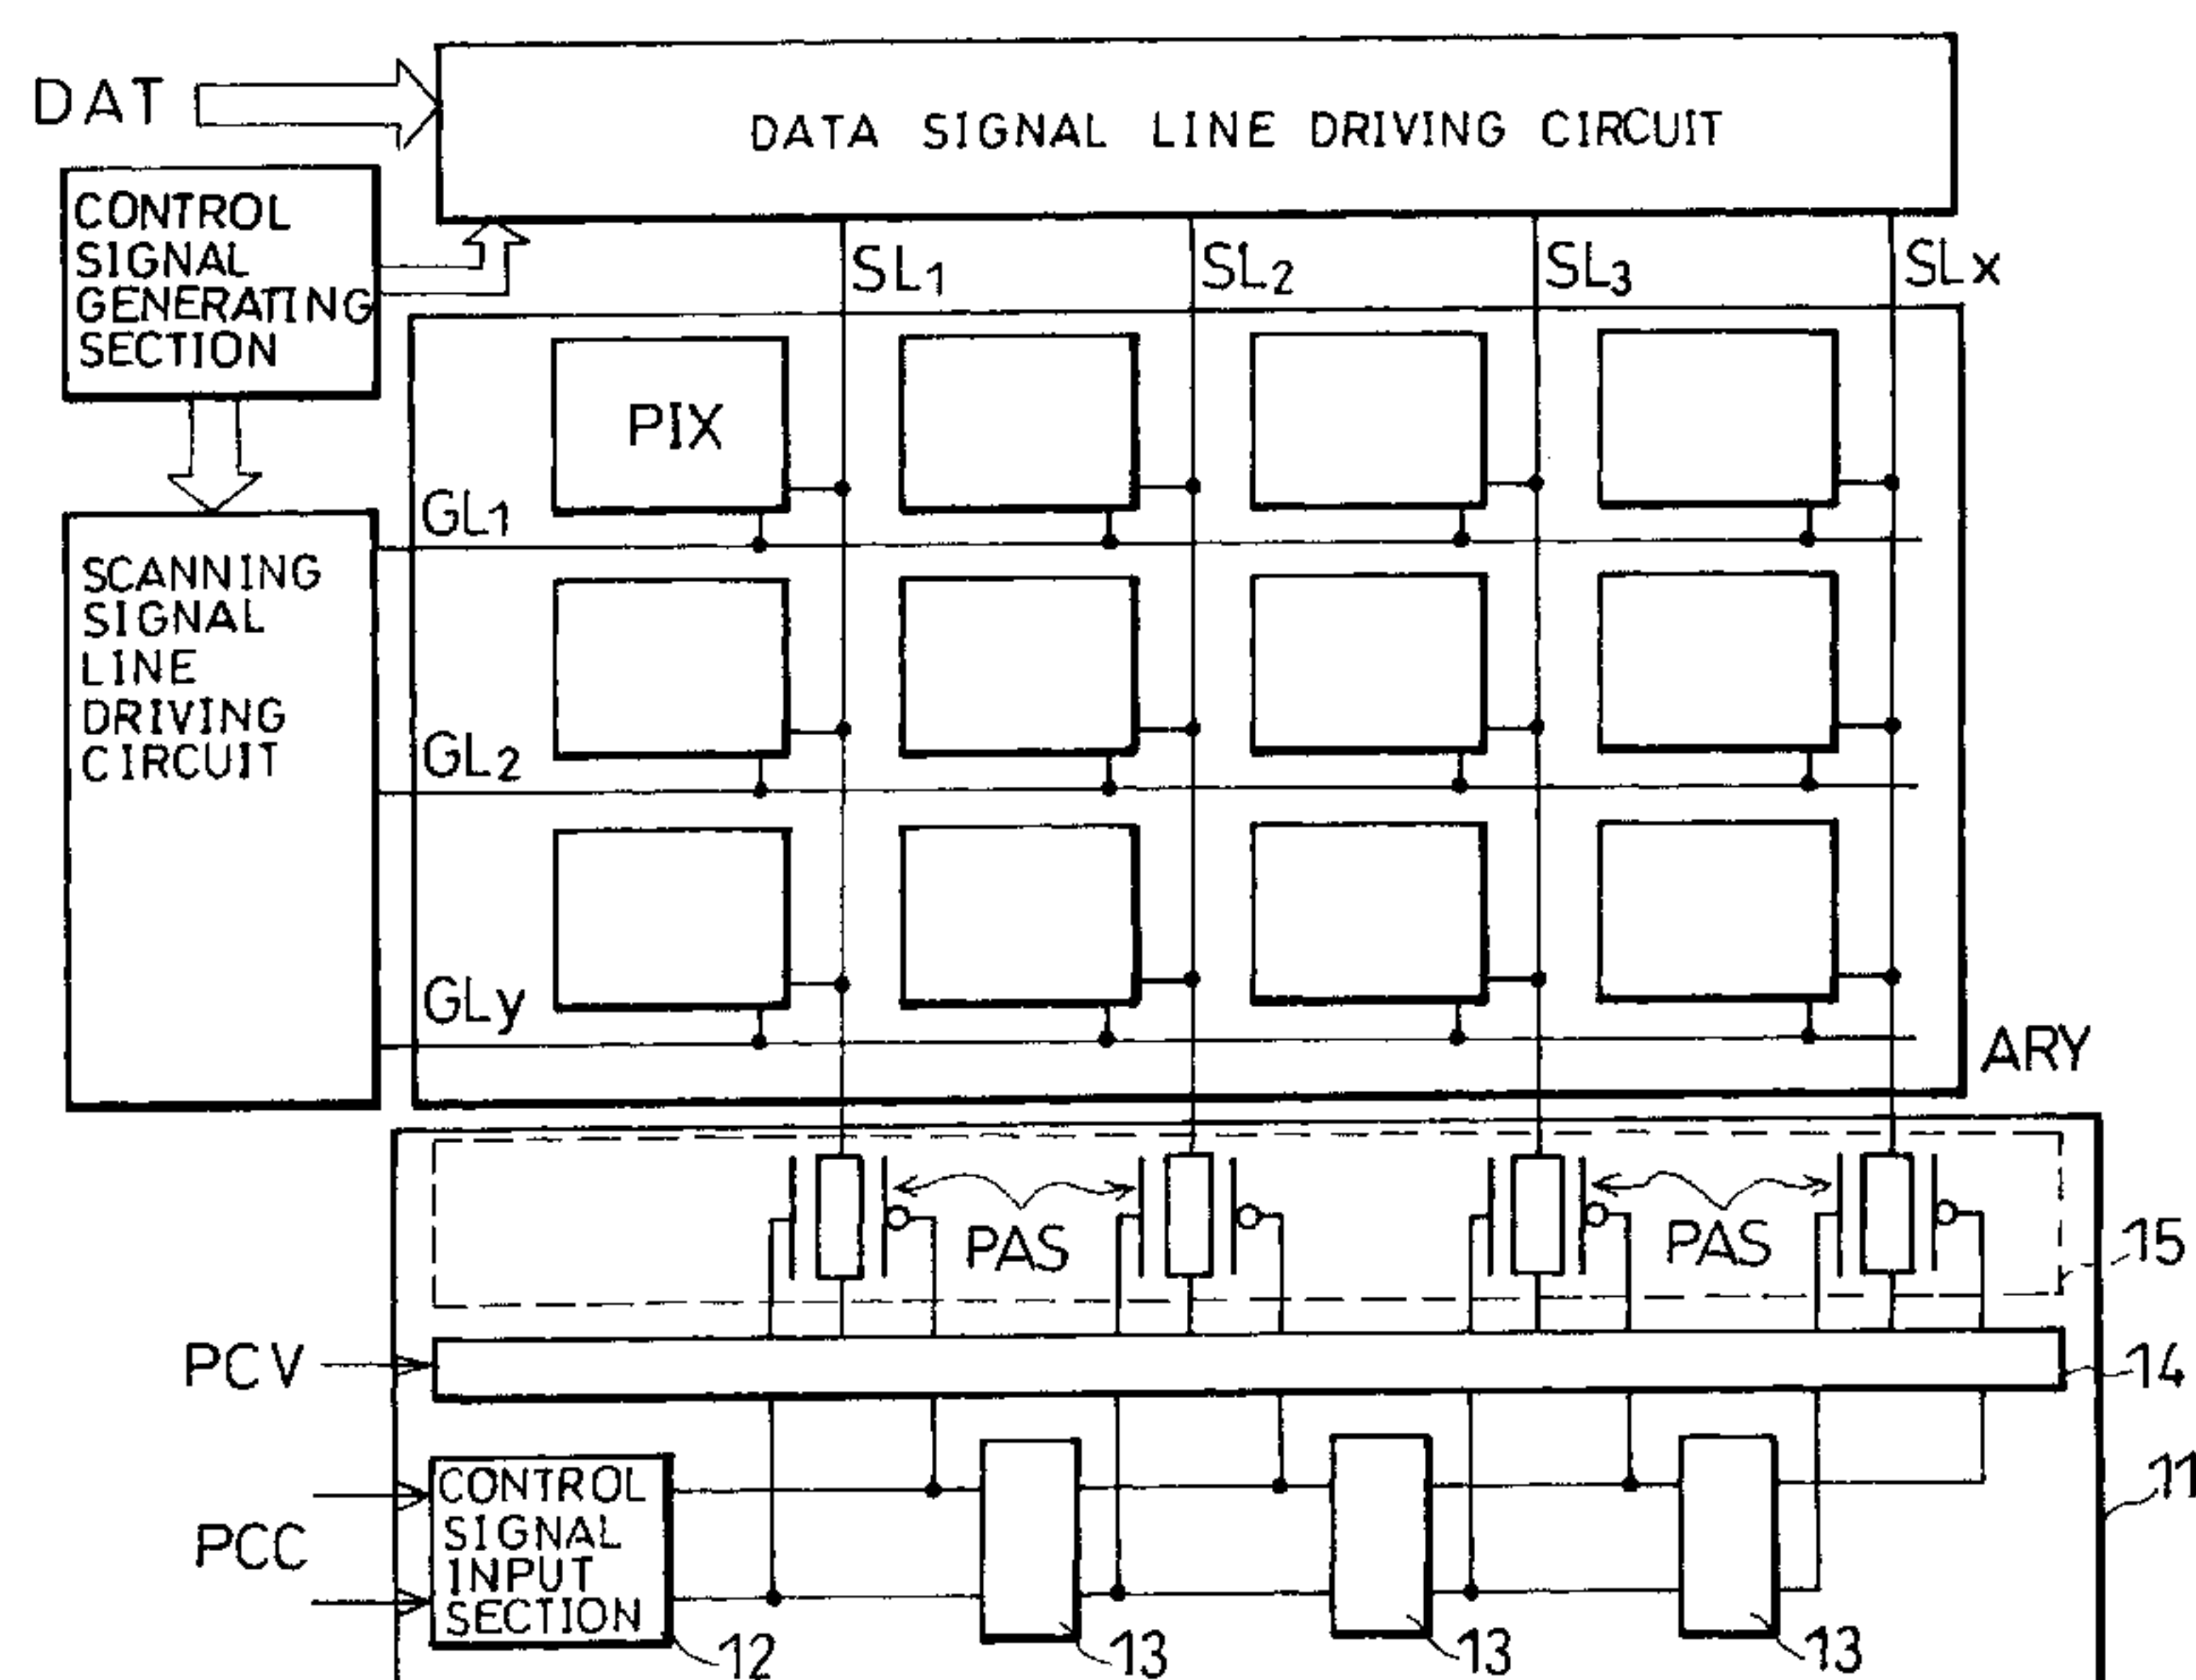 DAT
DATA SIGNAL LINE DRIVING CIRCUIT
CONTROL
SIGNAL
GENERATING
SECTION
SL1
SL2
SL3
SLx
PIX
GL1
SCANNING
SIGNAL
LINE
DRIVING
CIRCUIT
GL2
GLy
ARY
PAS
PAS
15
PCV
14
CONTROL
SIGNAL
INPUT
SECTION
PCC
11
12
13
13
13